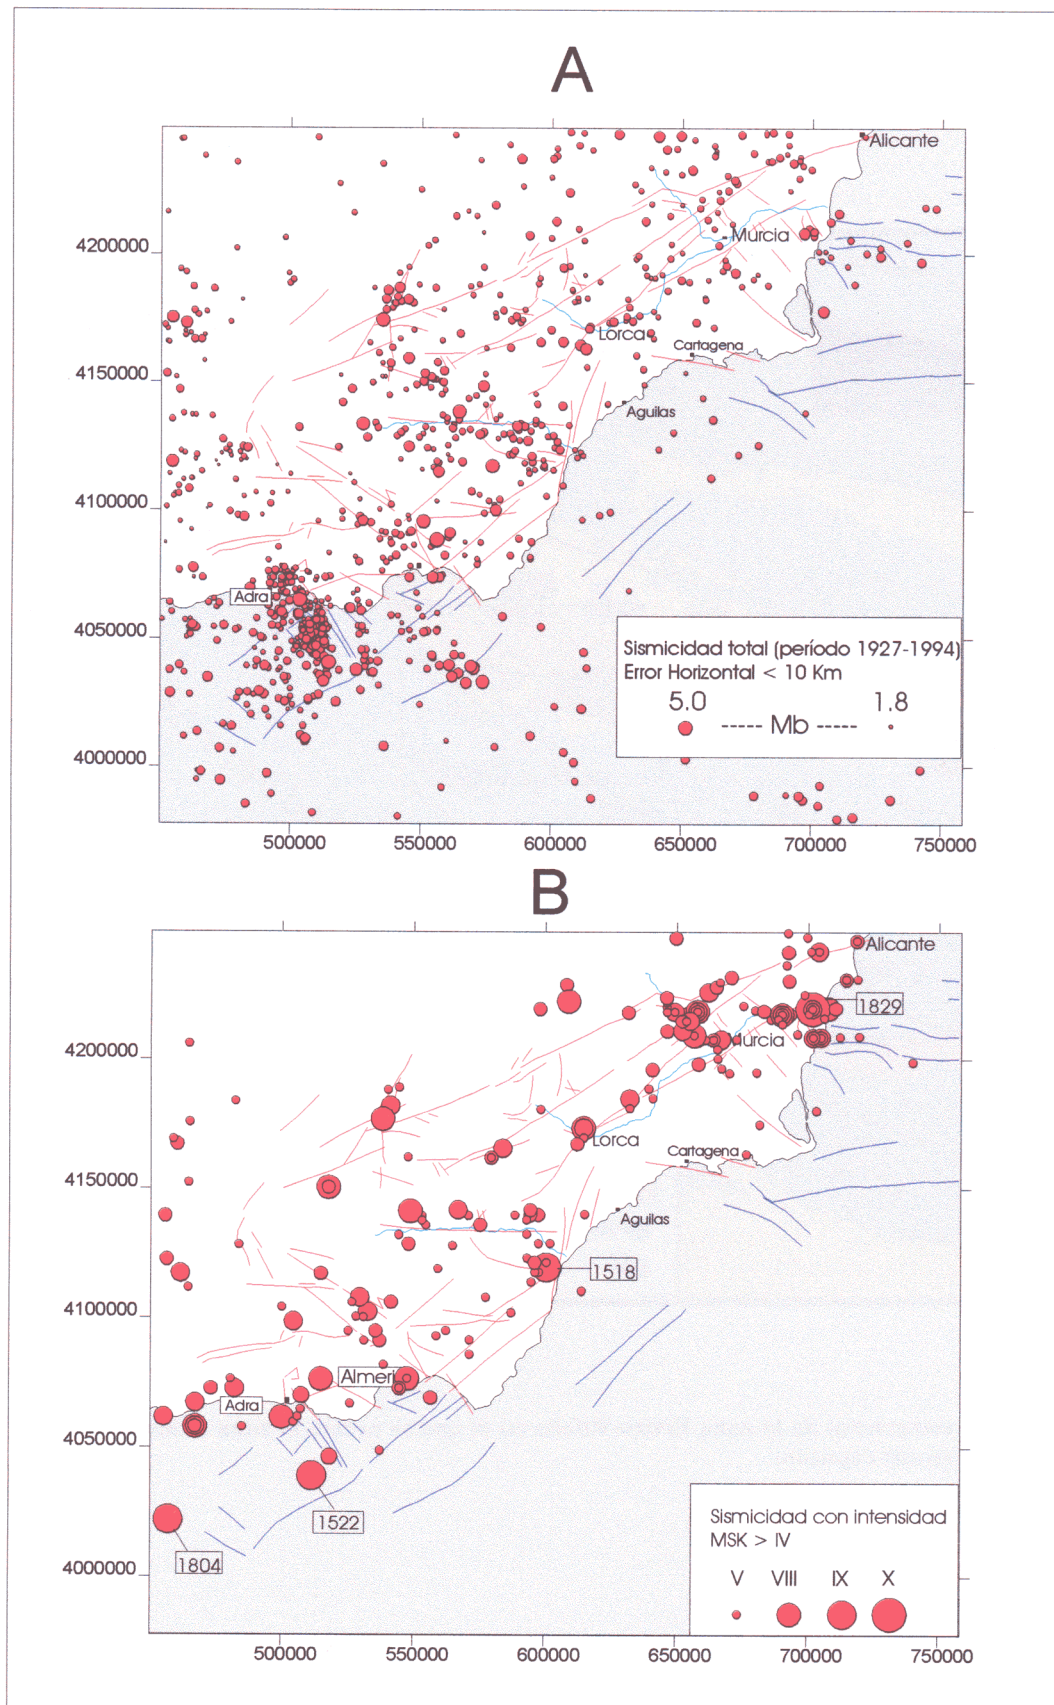 A
Alicante
4200000
Murcia
Lorca
Cartagena
4150000
Aguilas
4100000
Adra
4050000
Sismicidad total (período 1927-1994)
Error Horizontal < 10 Km
5.0
1.8
----- Mb -----
4000000
500000
550000
600000
650000
700000
750000
B
Alicante
1829
4200000
Murcia
Lorca
Cartagena
4150000
Aguilas
1518
4100000
Almeri
Adra
4050000
1522
1804
4000000
Sismicidad con intensidad
MSK > IV
V VIII IX X
500000
550000
600000
650000
700000
750000